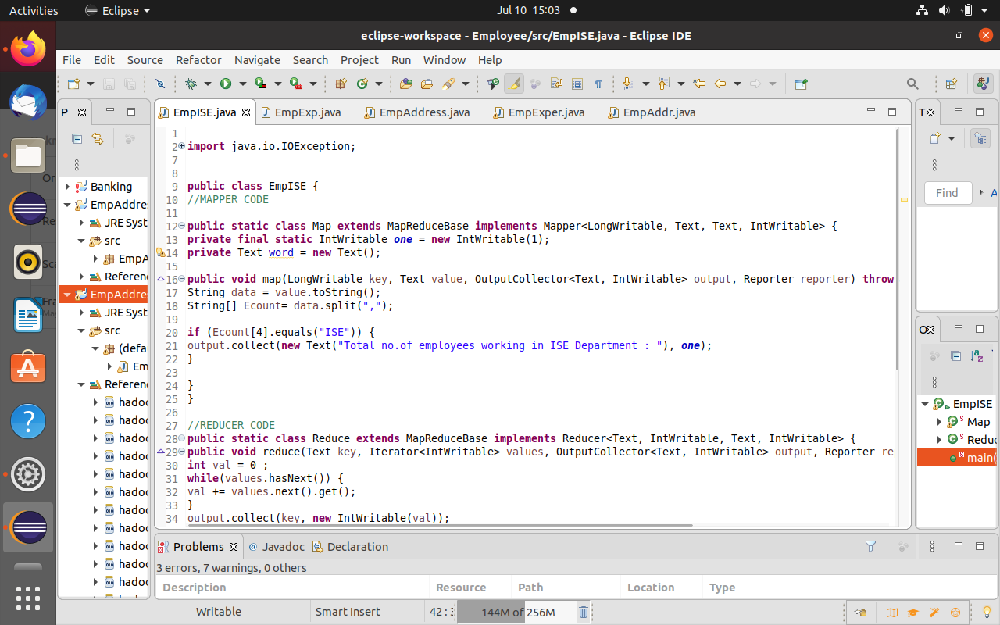 Activities Eclipse Jul 10 15:03
eclipse-workspace - Employee/src/EmpISE.java - Eclipse IDE
File Edit Source Refactor Navigate Search Project Run Window Help
P EmpISE.java EmpExp.java EmpAddress.java EmpExper.java EmpAddr.java T
1
2 import java.io.IOException;
7
8
9 public class EmpISE {
10 //MAPPER CODE
11
12 public static class Map extends MapReduceBase implements Mapper<LongWritable, Text, Text, IntWritable> {
13 private final static IntWritable one = new IntWritable(1);
14 private Text word = new Text();
15
16 public void map(LongWritable key, Text value, OutputCollector<Text, IntWritable> output, Reporter reporter) throw
17 String data = value.toString();
18 String[] Ecount= data.split(",");
19
20 if (Ecount[4].equals("ISE")) {
21 output.collect(new Text("Total no.of employees working in ISE Department : "), one);
22 }
23
24 }
25 }
26
27 //REDUCER CODE
28 public static class Reduce extends MapReduceBase implements Reducer<Text, IntWritable, Text, IntWritable> {
29 public void reduce(Text key, Iterator<IntWritable> values, OutputCollector<Text, IntWritable> output, Reporter re
30 int val = 0 ;
31 while(values.hasNext()) {
32 val += values.next().get();
33 }
34 output.collect(key, new IntWritable(val));
Banking
EmpAddre
JRE Syst
src
EmpA
Referenc
EmpAddre
JRE Syst
src
(defau
Em
Referenc
hadoo
hadoo
hadoo
hadoo
hadoo
hadoo
hadoo
hadoo
hadoo
hadoo
hadoo
Find A
O
EmpISE
Map
Reduc
main(
Problems Javadoc Declaration
3 errors, 7 warnings, 0 others
Description Resource Path Location Type
Writable Smart Insert 42 : 144M of 256M